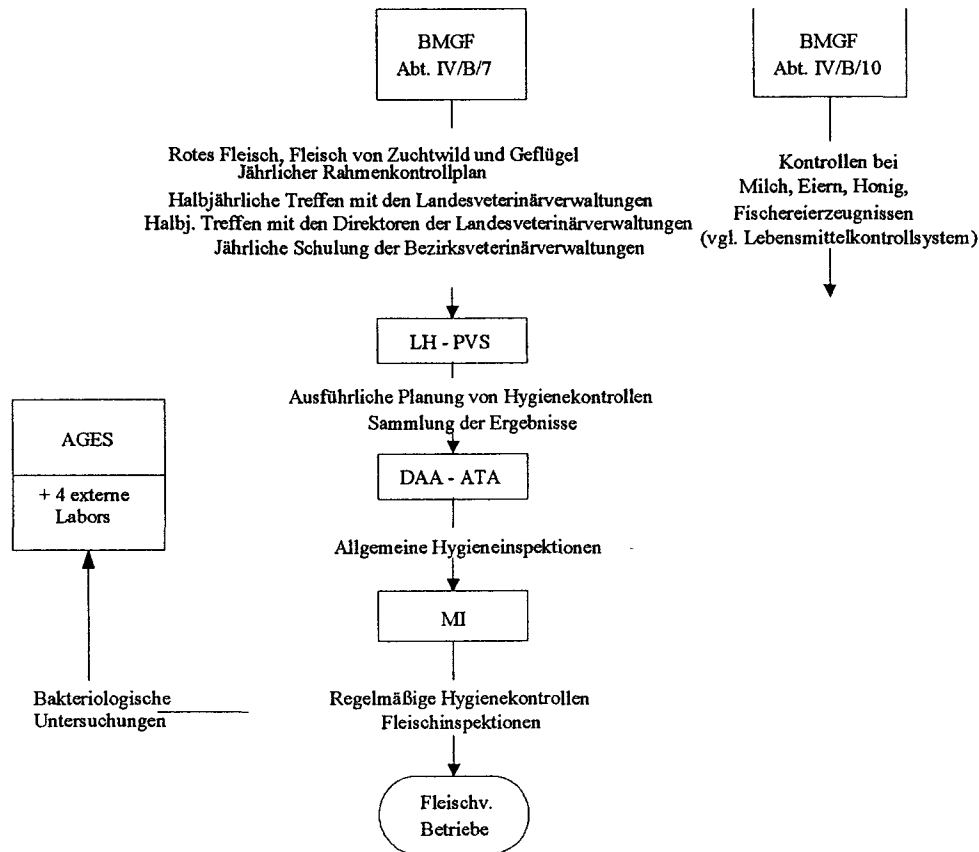 BMGF
Abt. IV/B/7
BMGF
Abt. IV/B/10
Rotes Fleisch, Fleisch von Zuchtwild und Geflügel
Jährlicher Rahmenkontrollplan
Halbjährliche Treffen mit den Landesveterinärverwaltungen
Halbj. Treffen mit den Direktoren der Landesveterinärverwaltungen
Jährliche Schulung der Bezirksveterinärverwaltungen
Kontrollen bei
Milch, Eiern, Honig,
Fischereierzeugnissen
(vgl. Lebensmittelkontrollsystem)
LH - PVS
Ausführliche Planung von Hygienekontrollen
Sammlung der Ergebnisse
AGES
+ 4 externe
Labors
DAA - ATA
Allgemeine Hygieneinspektionen
MI
Bakteriologische
Untersuchungen
Regelmäßige Hygienekontrollen
Fleischinspektionen
Fleischv.
Betriebe